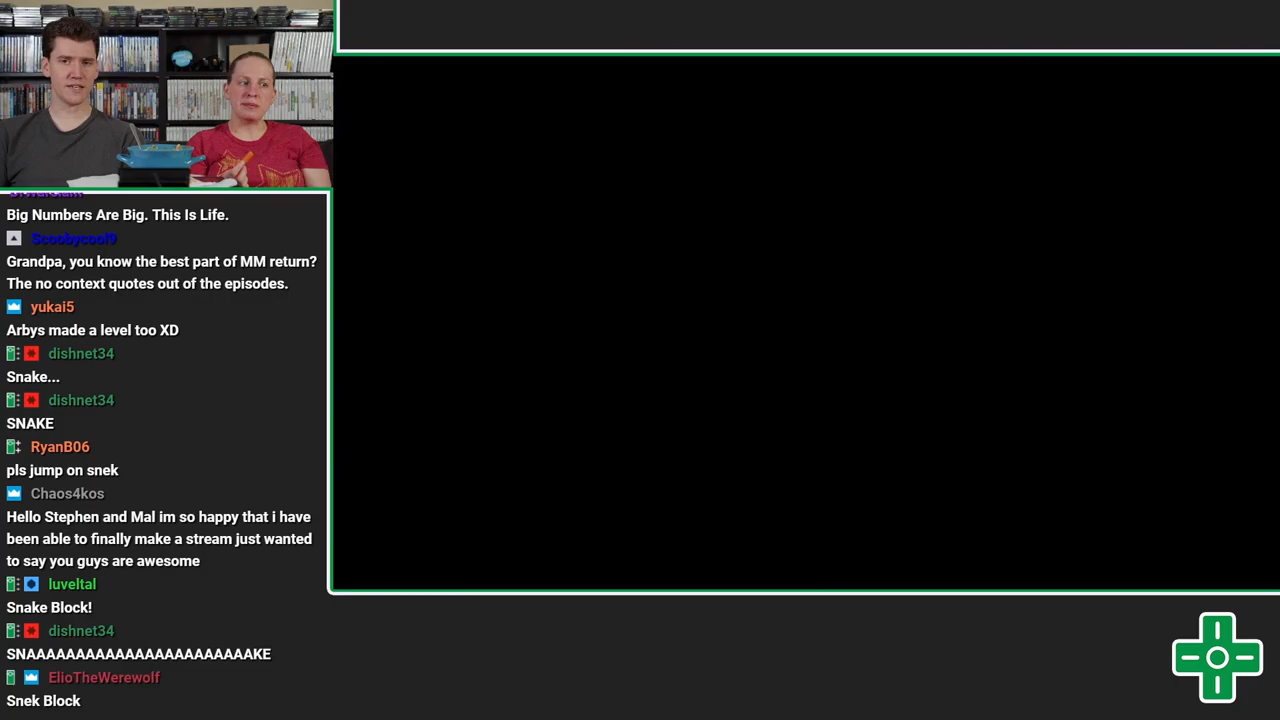 Big Numbers Are Big. This Is Life.
Scoobycool9
Grandpa, you know the best part of MM return?
The no context quotes out of the episodes.
yukai5
Arbys made a level too XD
dishnet34
Snake...
dishnet34
SNAKE
RyanB06
pls jump on snek
Chaos4kos
Hello Stephen and Mal im so happy that i have
been able to finally make a stream just wanted
to say you guys are awesome
luveltal
Snake Block!
dishnet34
SNAAAAAAAAAAAAAAAAAAAAAAAKE
ElioTheWerewolf
Snek Block